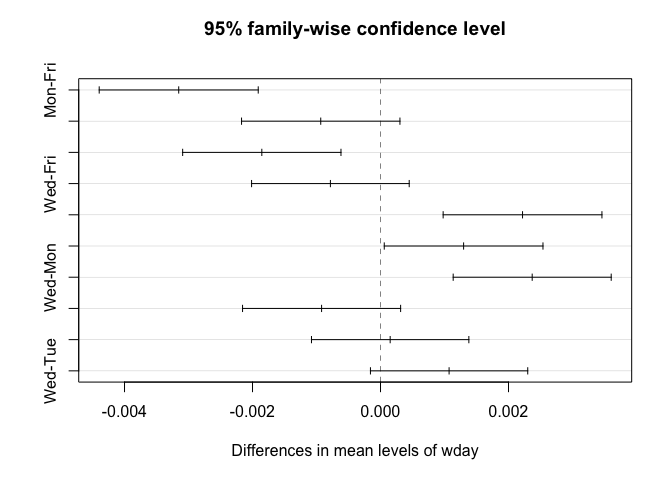 95% family-wise confidence level
Mon-Fri
Wed-Fri
Wed-Mon
Wed-Tue
-0.004
-0.002
0.000
0.002
Differences in mean levels of wday